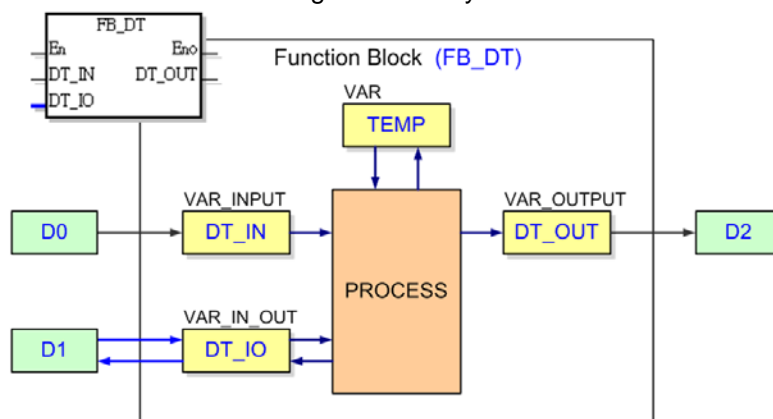 FB_DT
En
Eno
DT_IN
DT_OUT
DT_IO
Function Block (FB_DT)
VAR
TEMP
VAR_INPUT
VAR_OUTPUT
D0
DT_IN
DT_OUT
D2
PROCESS
VAR_IN_OUT
D1
DT_IO